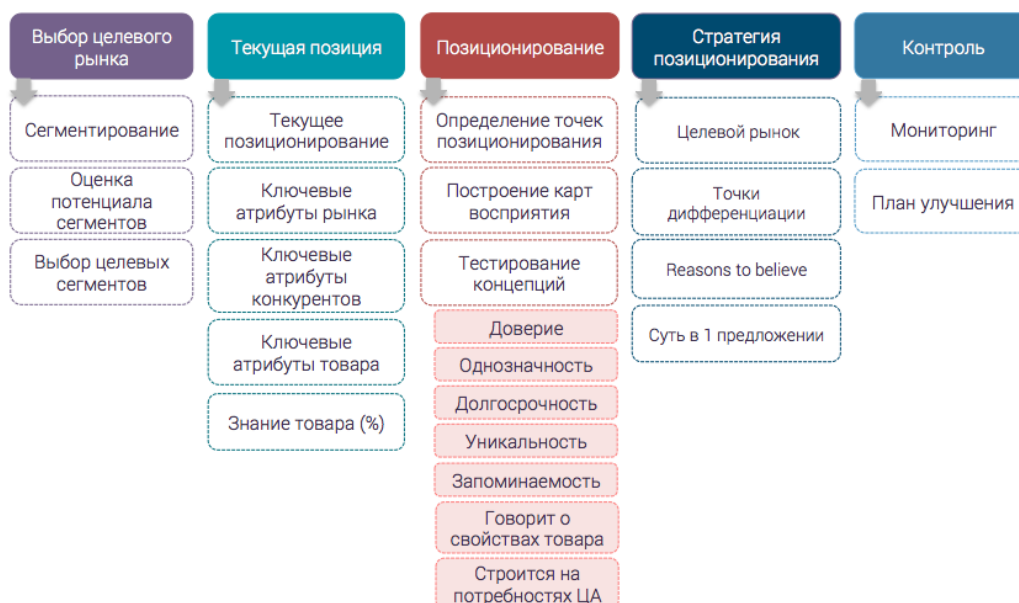 Выбор целевого
рынка
Сегментирование
Оценка
потенциала
сегментов
Выбор целевых
сегментов
Текущая позиция
Текущее
позиционирование
Ключевые
атрибуты рынка
Ключевые
атрибуты
конкурентов
Ключевые
атрибуты товара
Знание товара (%)
Позиционирование
Определение точек
позиционирования
Построение карт
восприятия
Тестирование
концепций
Доверие
Однозначность
Долгосрочность
Уникальность
Запоминаемость
Говорит о
свойствах товара
Строится на
потребностях ЦА
Стратегия
позиционирования
Целевой рынок
Точки
дифференциации
Reasons to believe
Суть в 1 предложении
Контроль
Мониторинг
План улучшения